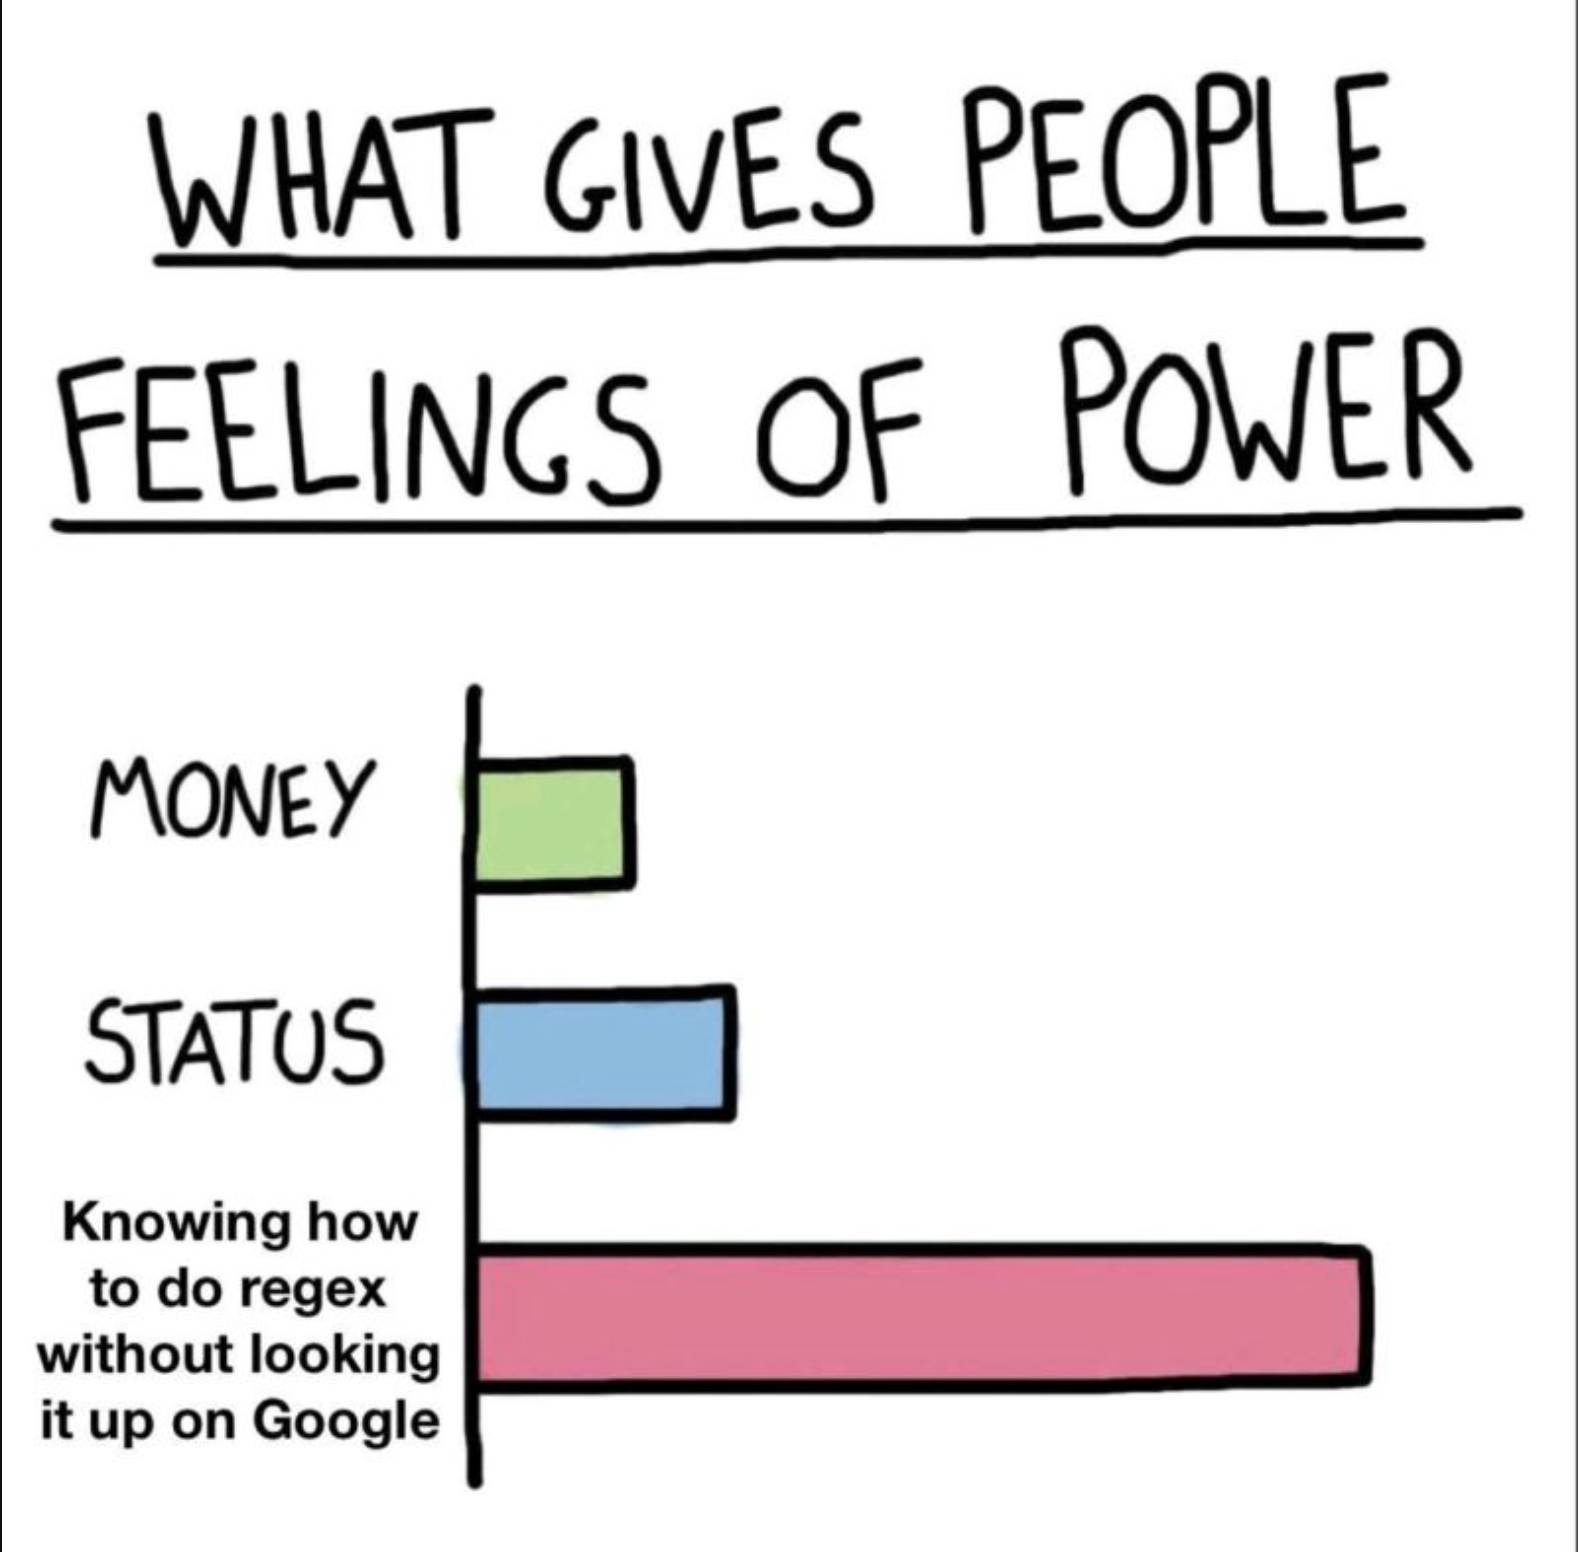 WHAT GIVES PEOPLE
FEELINGS OF POWER
MONEY
STATUS
Knowing how
to do regex
without looking
it up on Google